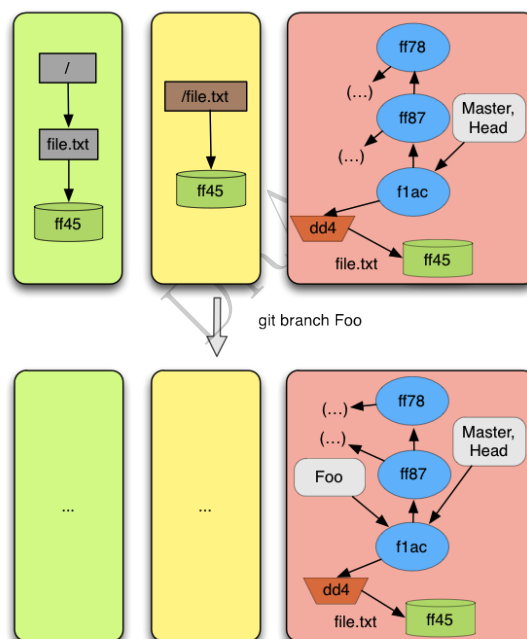 /
file.txt
ff45
/file.txt
ff45
ff78
(...)
ff87
(...)
Master,
Head
f1ac
dd4
file.txt
ff45
DRA
git branch Foo
...
...
ff78
(...)
(...)
ff87
Master,
Head
Foo
f1ac
dd4
file.txt
ff45